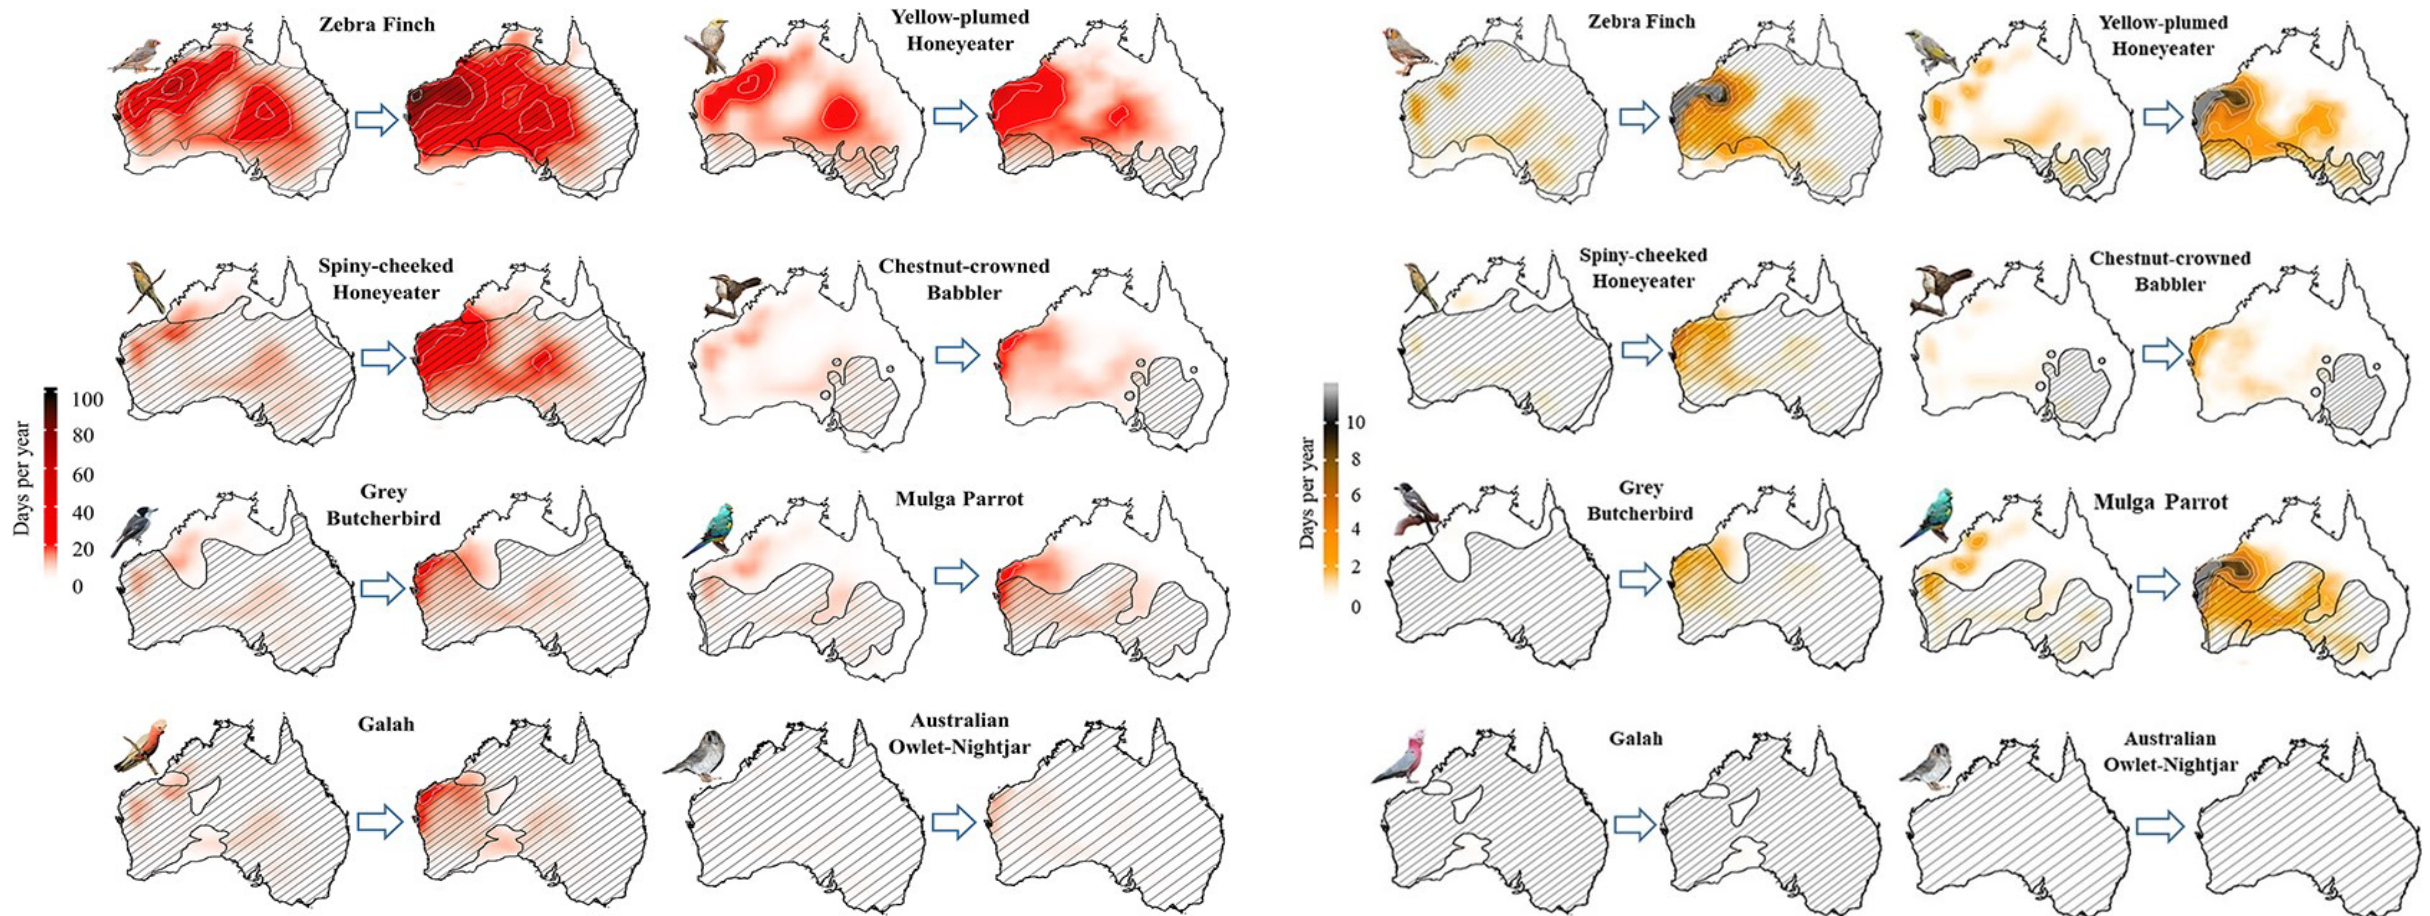 Zebra Finch
Yellow-plumed
Honeyeater
Zebra Finch
Yellow-plumed
Honeyeater
Spiny-cheeked
Honeyeater
Chestnut-crowned
Babbler
Spiny-cheeked
Honeyeater
Chestnut-crowned
Babbler
Days per year
100
80
60
40
20
0
Days per year
10
8
6
4
2
0
Grey
Butcherbird
Mulga Parrot
Grey
Butcherbird
Mulga Parrot
Galah
Australian
Owlet-Nightjar
Galah
Australian
Owlet-Nightjar